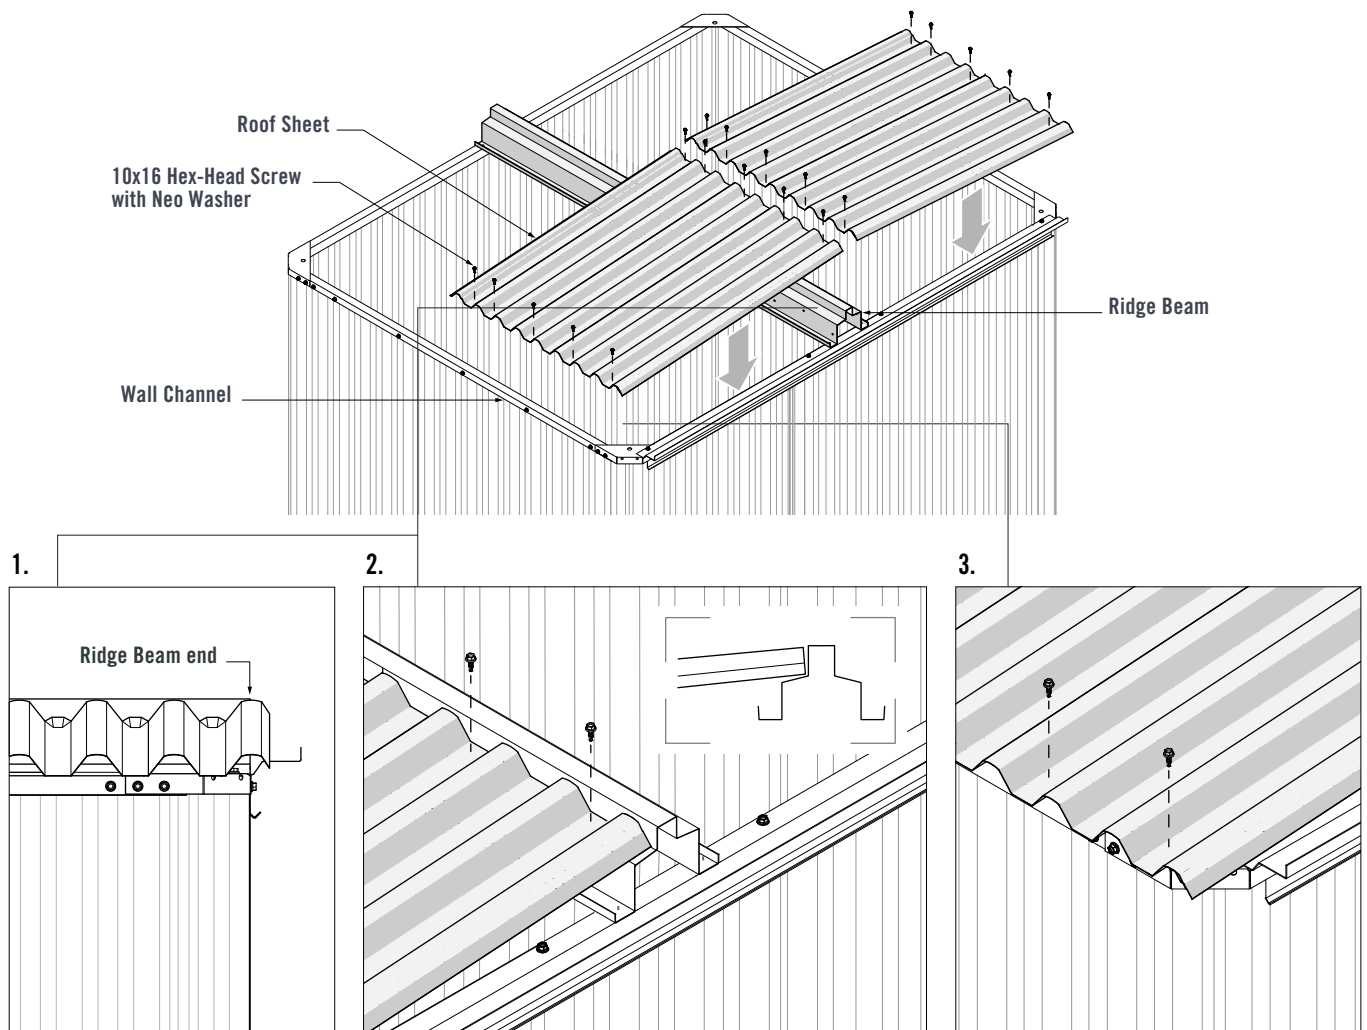 Roof Sheet
10x16 Hex-Head Screw
with Neo Washer
Ridge Beam
Wall Channel
1.
2.
3.
Ridge Beam end